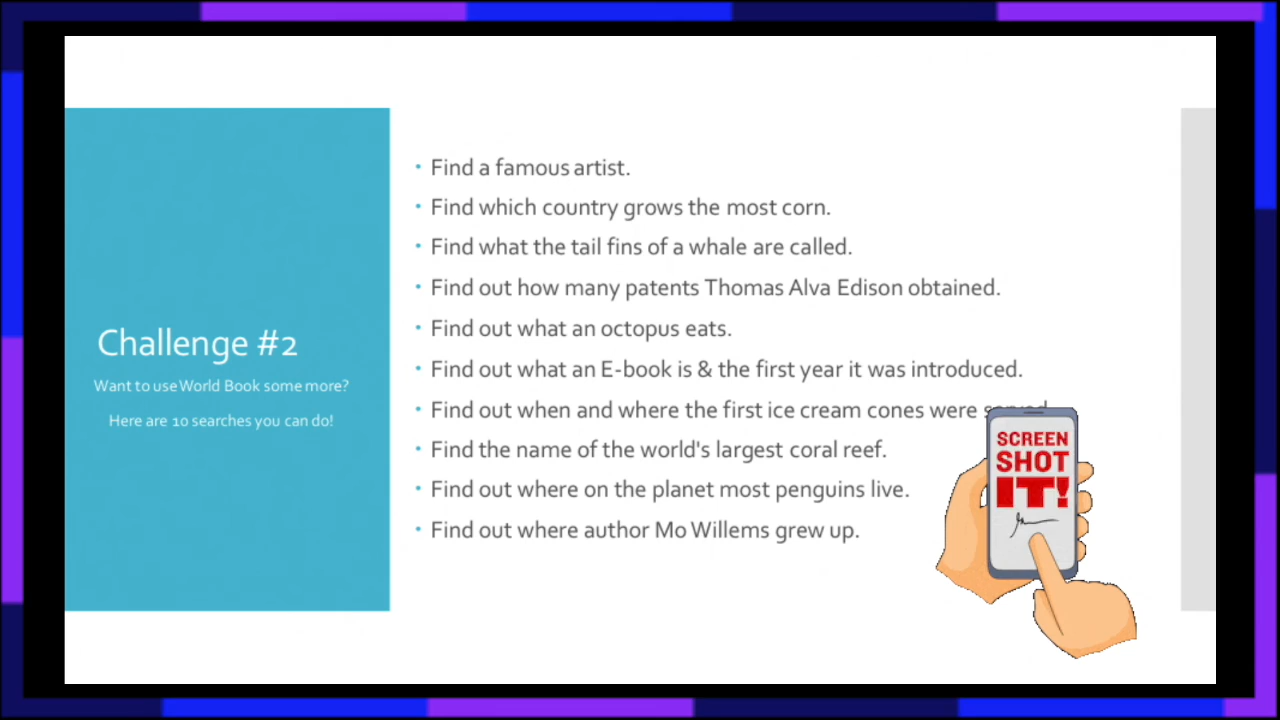 Challenge #2
Want to use World Book some more?
Here are 10 searches you can do!
Find a famous artist.
Find which country grows the most corn.
Find what the tail fins of a whale are called.
Find out how many patents Thomas Alva Edison obtained.
Find out what an octopus eats.
Find out what an E-book is & the first year it was introduced.
Find out when and where the first ice cream cones were
Find the name of the world's largest coral reef.
Find out where on the planet most penguins live.
Find out where author Mo Willems grew up.
SCREEN
SHOT
IT!